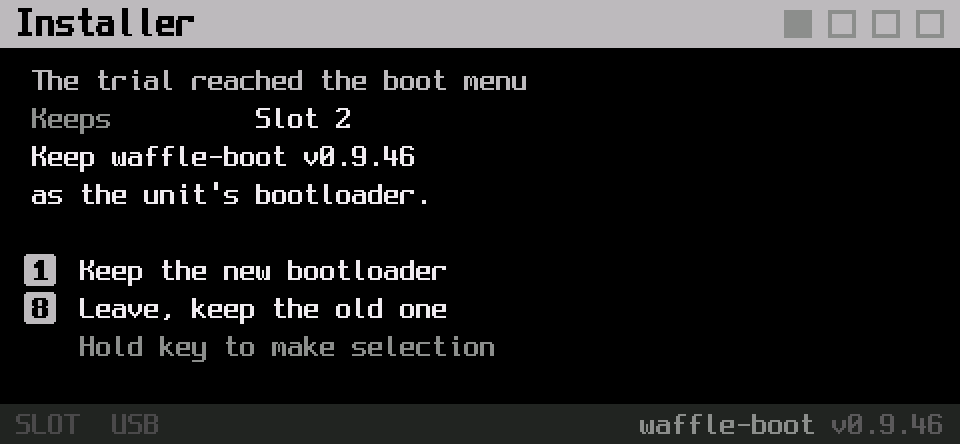 Installer
The trial reached the boot menu
Keeps Slot 2
Keep waffle-boot v0.9.46
as the unit's bootloader.
1 Keep the new bootloader
8 Leave, keep the old one
Hold key to make selection
SLOT USB waffle-boot v0.9.46